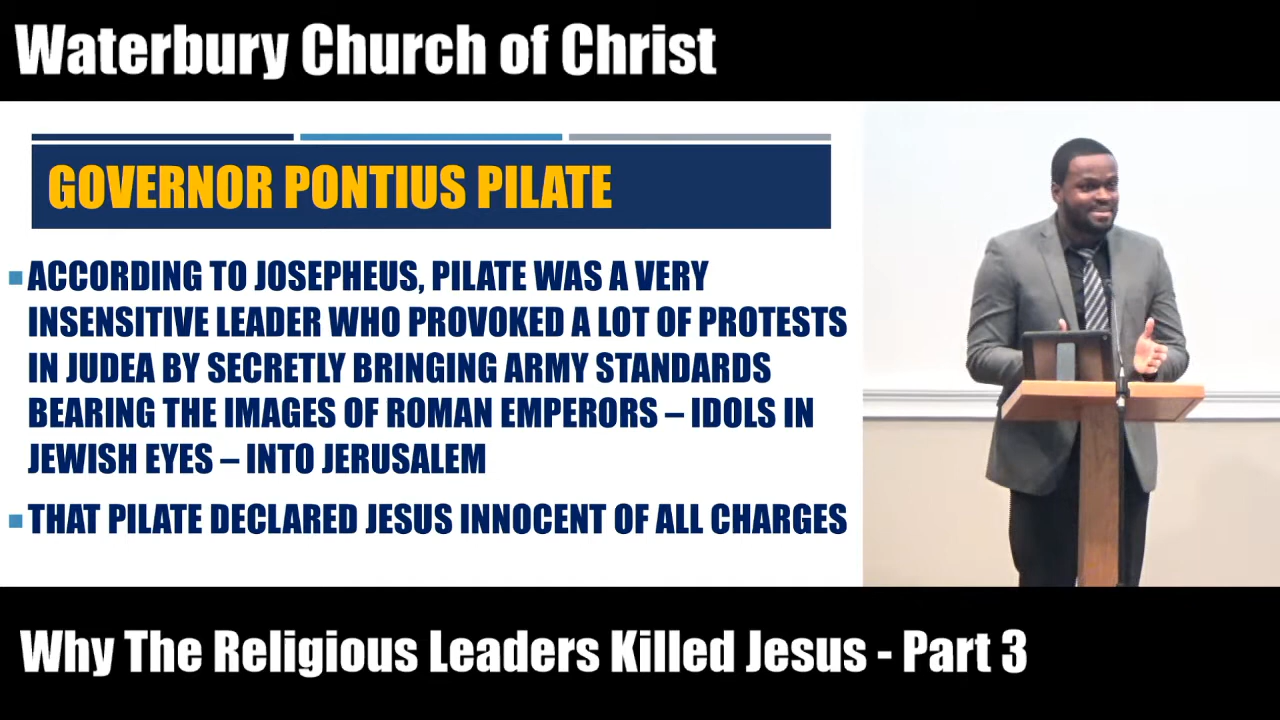 Waterbury Church of Christ
GOVERNOR PONTIUS PILATE
ACCORDING TO JOSEPHEUS, PILATE WAS A VERY
INSENSITIVE LEADER WHO PROVOKED A LOT OF PROTESTS
IN JUDEA BY SECRETLY BRINGING ARMY STANDARDS
BEARING THE IMAGES OF ROMAN EMPERORS – IDOLS IN
JEWISH EYES – INTO JERUSALEM
THAT PILATE DECLARED JESUS INNOCENT OF ALL CHARGES
Why The Religious Leaders Killed Jesus - Part 3